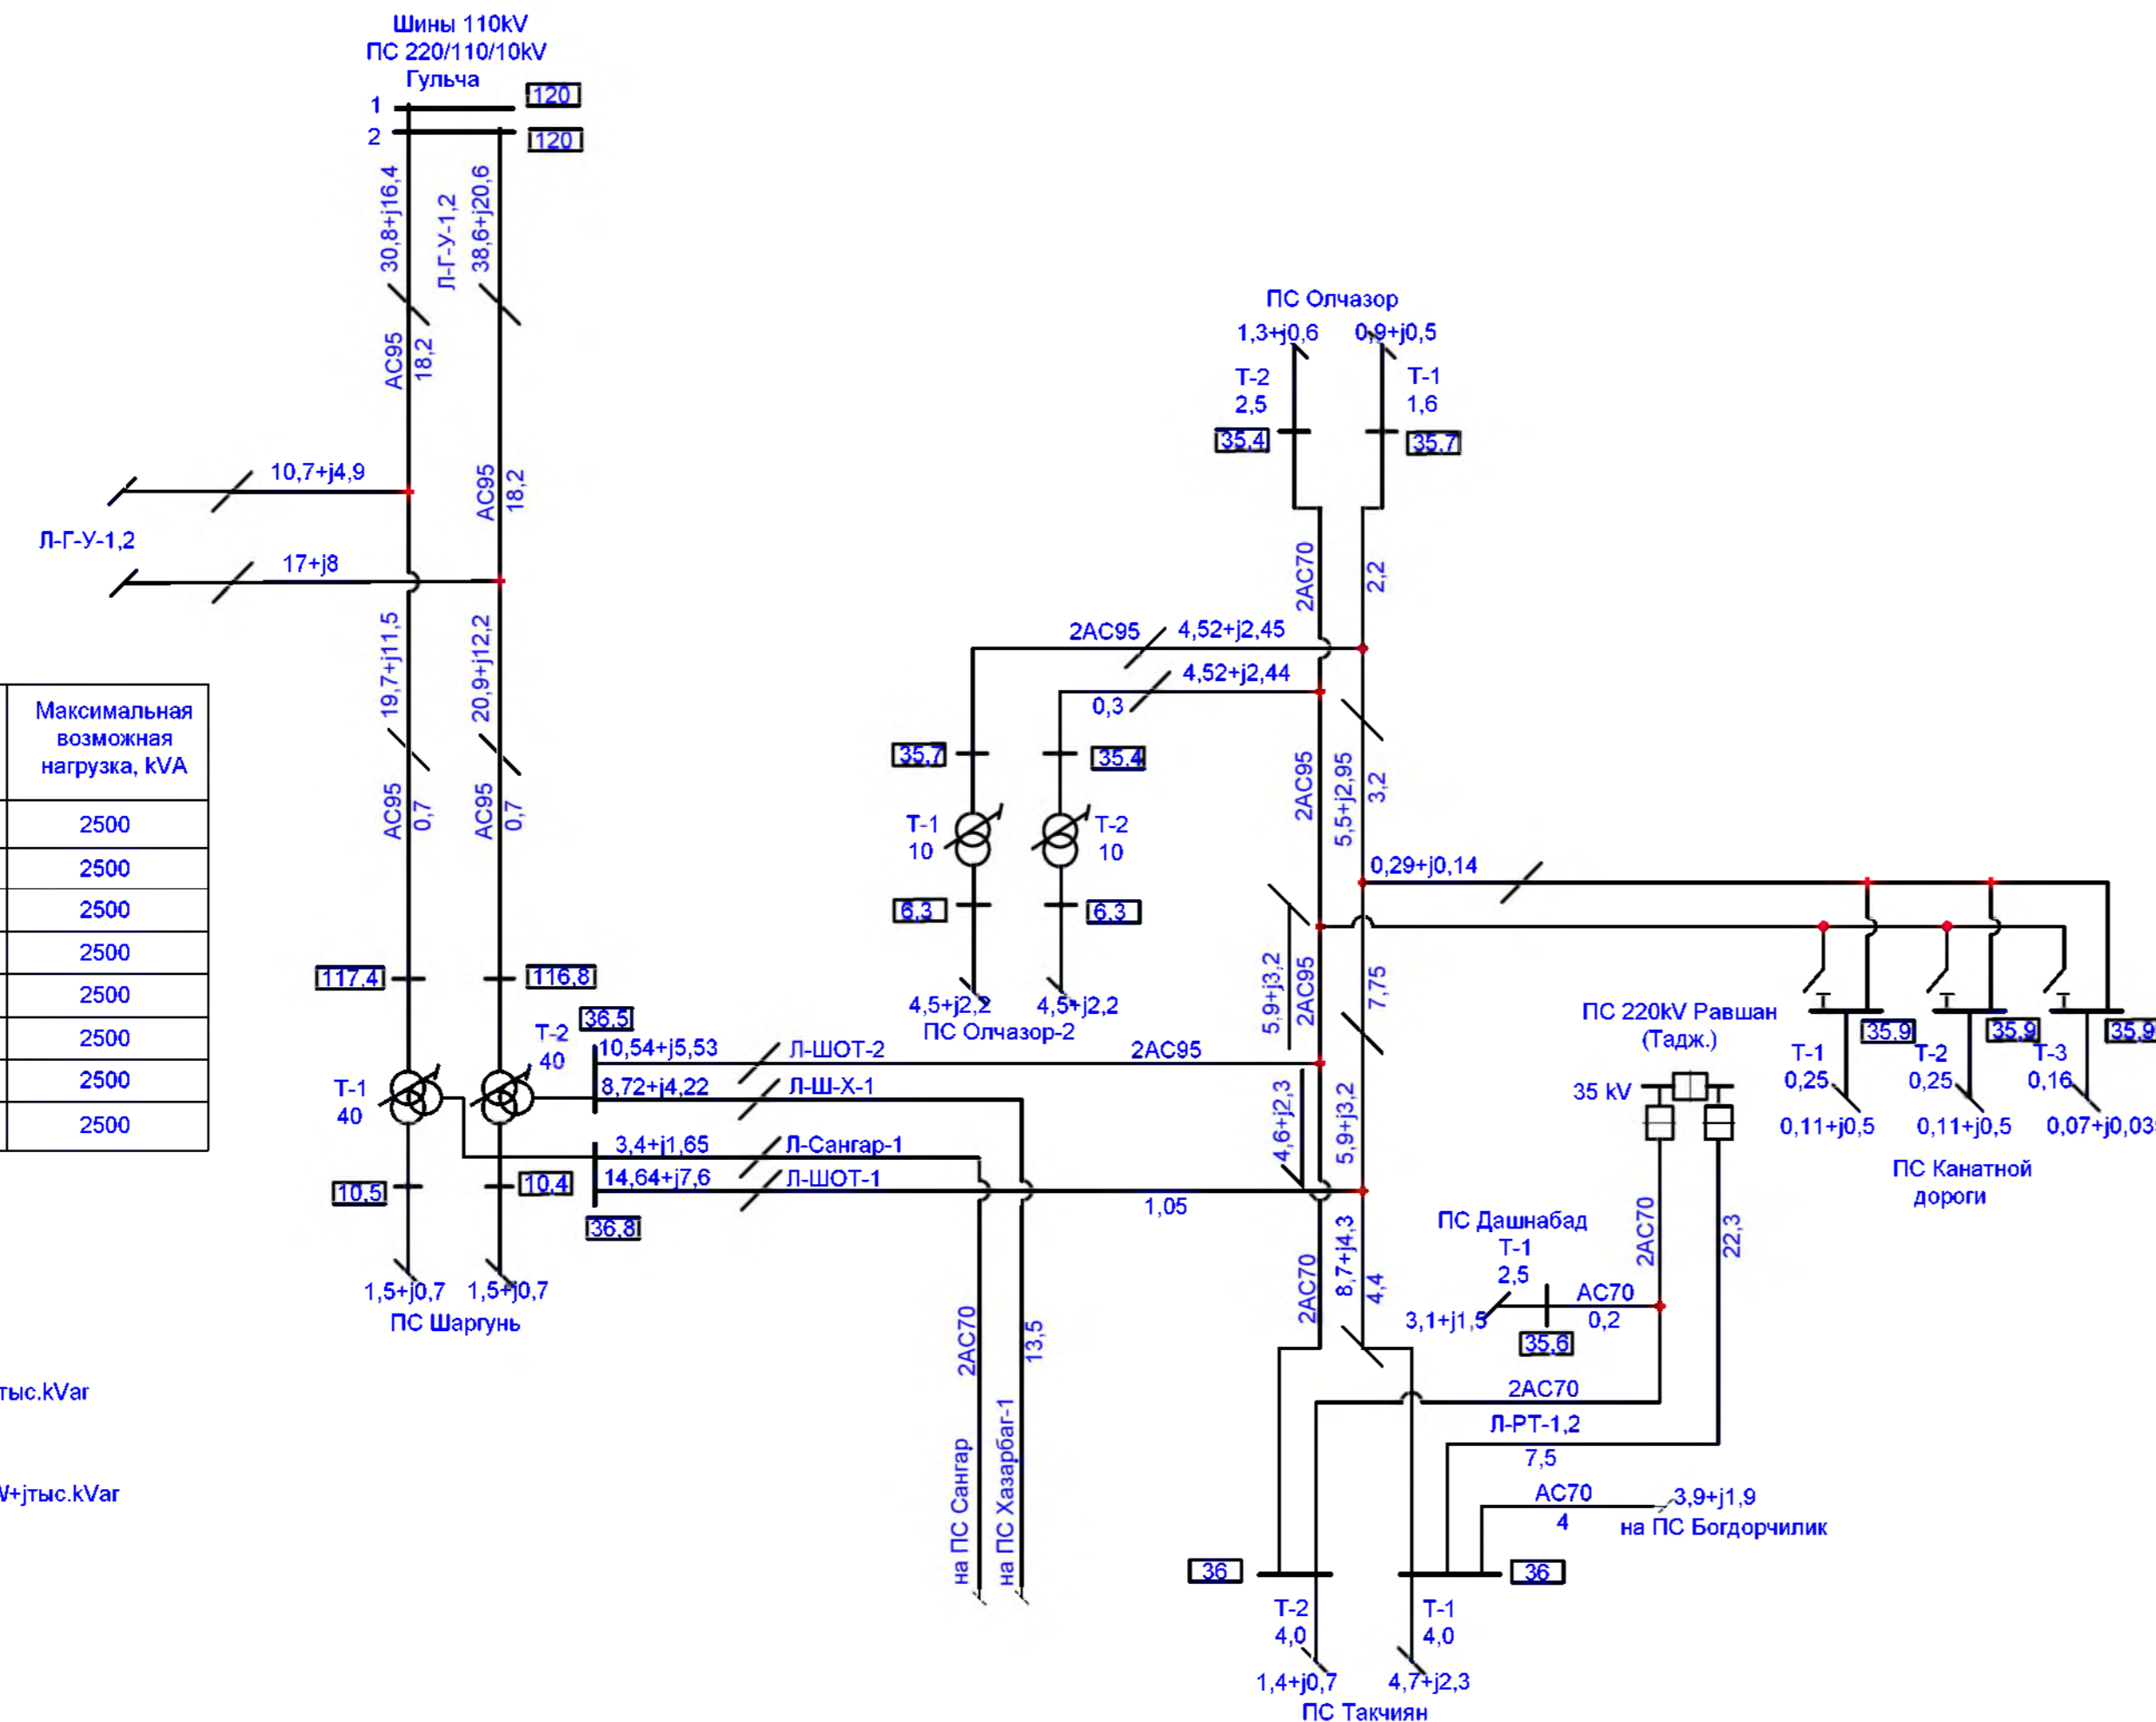 Шины 110kV
ПС 220/110/10kV
Гульча
1
120
2
120
30,8+j16,4
Л-Г-У-1,2
38,6+j20,6
АС95
18,2
АС95
18,2
10,7+j4,9
Л-Г-У-1,2
17+j8
19,7+j11,5
20,9+j12,2
АС95
0,7
АС95
0,7
Максимальная
возможная
нагрузка, kVA
2500
2500
2500
2500
2500
2500
2500
2500
тыс.kVar
+jтыс.kVar
117,4
116,8
Т-1
40
Т-2
40
36,5
10,54+j5,53
Л-ШОТ-2
2АС95
8,72+j4,22
Л-Ш-Х-1
3,4+j1,65
Л-Сангар-1
14,64+j7,6
Л-ШОТ-1
1,05
36,8
10,5
10,4
1,5+j0,7
1,5+j0,7
ПС Шаргунь
2АС70
13,5
на ПС Сангар
на ПС Хазарбаг-1
ПС Олчазор
1,3+j0,6
0,9+j0,5
Т-2
2,5
Т-1
1,6
35,4
35,7
2АС70
2,2
2АС95
4,52+j2,45
4,52+j2,44
0,3
35,7
35,4
Т-1
10
Т-2
10
6,3
6,3
4,5+j2,2
4,5+j2,2
ПС Олчазор-2
2АС95
5,5+j2,95
3,2
0,29+j0,14
5,9+j3,2
2АС95
7,75
4,6+j2,3
5,9+j3,2
2АС70
8,7+j4,3
4,4
35,9
35,9
35,9
Т-1
0,25
Т-2
0,25
Т-3
0,16
0,11+j0,5
0,11+j0,5
0,07+j0,03
ПС Канатной
дороги
ПС 220kV Равшан
(Тадж.)
35 kV
2АС70
22,3
ПС Дашнабад
Т-1
2,5
АС70
0,2
3,1+j1,5
35,6
2АС70
Л-РТ-1,2
7,5
АС70
4
3,9+j1,9
на ПС Богдорчилик
36
36
Т-2
4,0
Т-1
4,0
1,4+j0,7
4,7+j2,3
ПС Такчиян